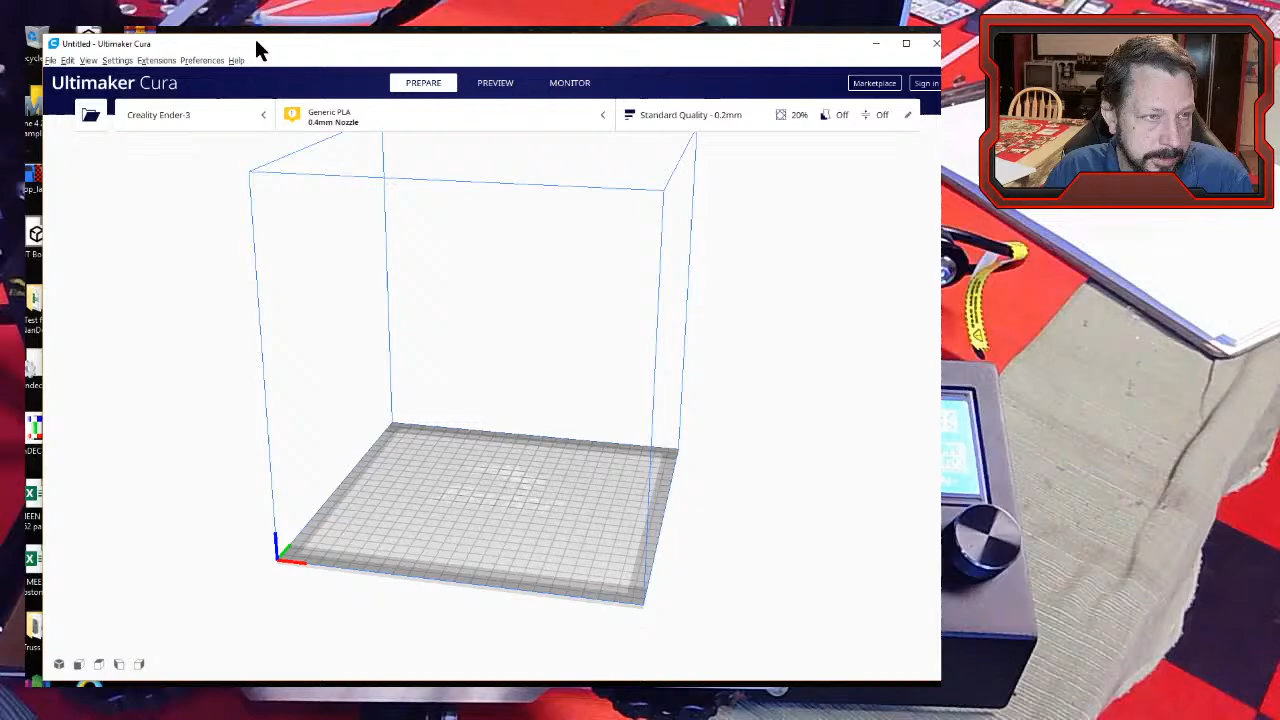 Untitled - Ultimaker Cura
File Edit View Settings Extensions Preferences Help
Ultimaker Cura
PREPARE
PREVIEW
MONITOR
Marketplace
Sign in
Creality Ender-3
Generic PLA
0.4mm Nozzle
Standard Quality - 0.2mm
20%
Off
Off